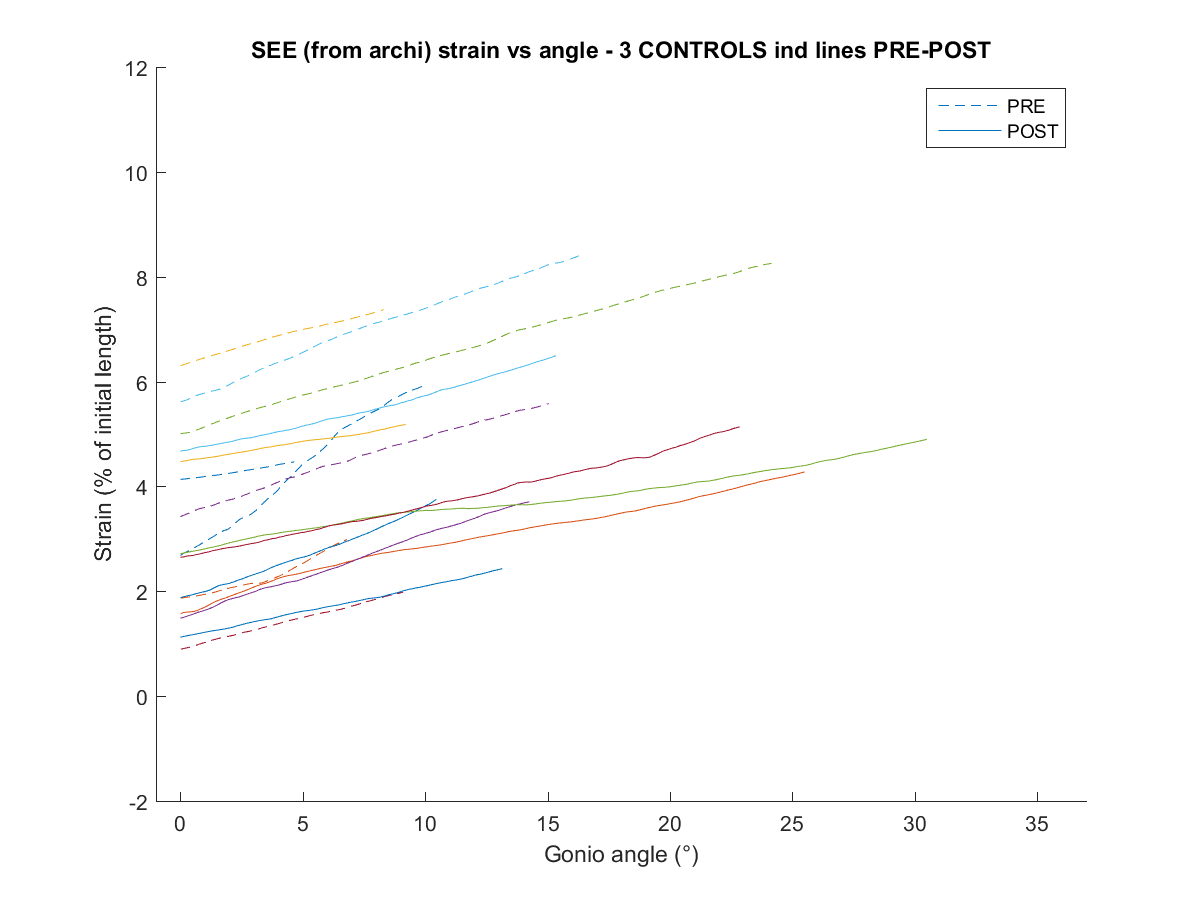 SEE (from archi) strain vs angle - 3 CONTROLS ind lines PRE-POST
PRE
POST
12
10
8
6
4
2
0
-2
Strain (% of initial length)
0 5 10 15 20 25 30 35
Gonio angle (°)